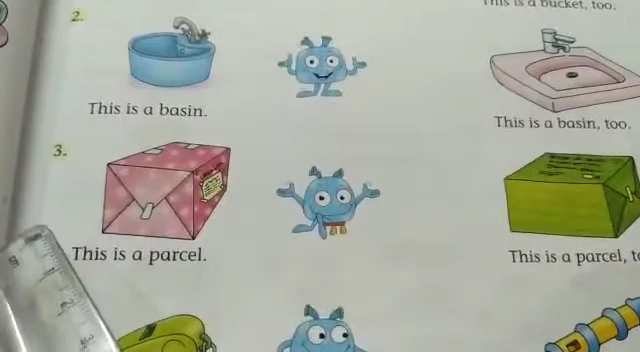 This is a bucket, too.
2.
This is a basin.
This is a basin, too.
3.
This is a parcel.
This is a parcel,